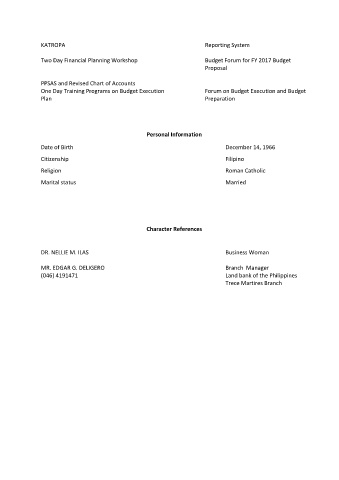 KATROPA Reporting System
Two Day Financial Planning Workshop Budget Forum for FY 2017 Budget
Proposal
PPSAS and Revised Chart of Accounts
One Day Training Programs on Budget Execution Forum on Budget Execution and Budget
Plan Preparation
Personal Information
Date of Birth December 14, 1966
Citizenship Filipino
Religion Roman Catholic
Marital status Married
Character References
DR. NELLIE M. ILAS Business Woman
MR. EDGAR G. DELIGERO Branch Manager
(046) 4191471 Land bank of the Philippines
Trece Martires Branch